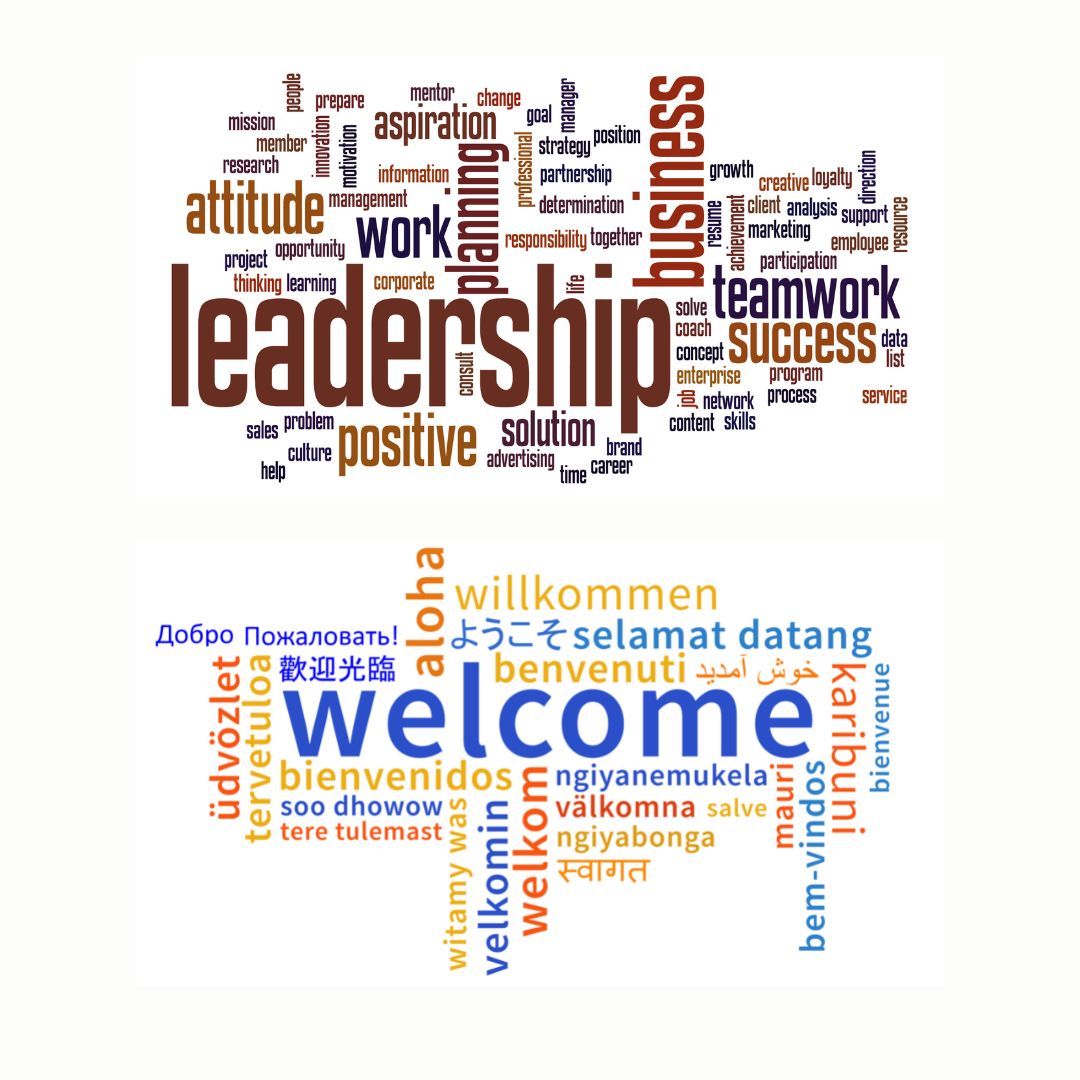 people
prepare
mentor
change
goal
manager
mission
member
innovation
motivation
aspiration
professional
strategy
position
business
research
information
planning
partnership
growth
creative
loyalty
direction
attitude
management
work
determination
resume
achievement
client
analysis
support
resource
marketing
project
opportunity
responsibility
together
employee
participation
thinking
learning
corporate
life
leadership
consult
teamwork
solve
coach
success
data
list
concept
enterprise
program
job
network
process
service
content
skills
sales
problem
positive
solution
brand
culture
advertising
career
help
time
aloha
willkommen
Добро Пожаловать!
ようこそ
selamat datang
歡迎光臨
benvenuti
خوش آمدید
üdvözlet
tervetuloa
welcome
karibuni
bienvenue
bienvenidos
ngiyanemukela
mauri
bem-vindos
soo dhowow
välkomna
salve
tere tulemast
witamy was
velkomin
welkom
ngiyabonga
स्वागत